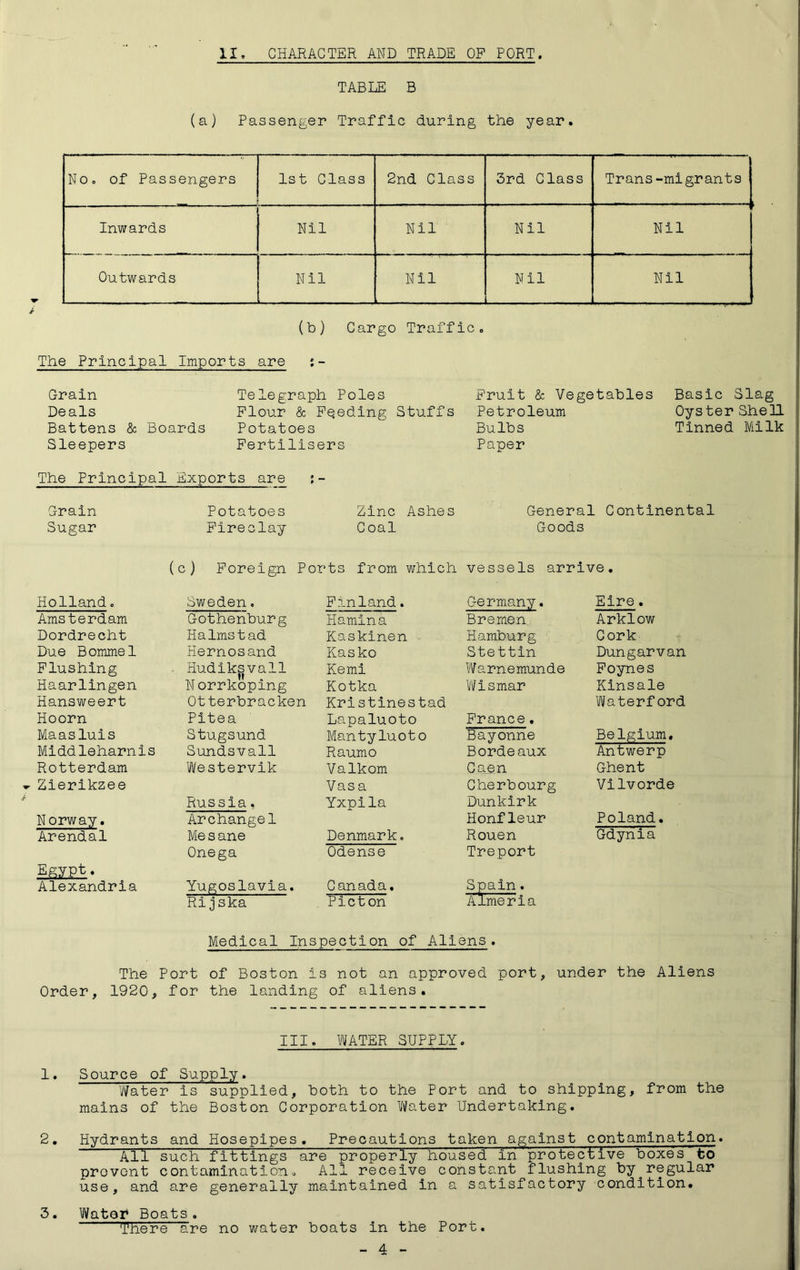 II. CHARACTER AND TRADE OF PORT.
TABLE B
(a) Passenger Traffic during the year.
No. of Passengers 1st Class 2nd Class 3rd Class Trans-migrants
Inwards Nil Nil Nil Nil
Outwards Nil Nil Nil Nil
(b) Cargo Traffic.
The Principal Imports are :-
Grain Telegraph Poles Fruit & Vegetables Basic Slag
Deals Flour & Feeding Stuffs Petroleum Oyster Shell
Battens & Boards Potatoes Bulbs Tinned Milk
Sleepers Fertilisers Paper
The Principal Exports are :-
Grain Potatoes Zinc Ashes General Continental
Sugar Fireclay Coal Goods
(c) Foreign Ports from which vessels arrive.
Holland. Sweden. Finland. Germany. Eire.
Amsterdam Gothenburg Hamina Bremen Arklow
Dordrecht Halmstad Kaskinen Hamburg Cork
Due Bommel Hernosand Kasko Stettin Dungarvan
Flushing Hudiksvall Kemi Warnemunde Foynes
Haarlingen Norrköping Kotka Wismar Kinsale
Hansweert Otterbracken Kristinestad Waterford
Hoorn Pitea Lapaluoto France.
Maasluis Stugsund Mantyluoto Bayonne Belgium.
Middleharnis Sundsvall Raumo Bordeaux Antwerp
Rotterdam Westervik Valkom Caen Ghent
Zierikzee Vasa Cherbourg Vilvorde
Russia. Yxpila Dunkirk
Norway. Archangel Honfleur Poland.
Arendal Mesane Denmark. Rouen Gdynia
Onega Odense Treport
Egypt.
Alexandria Yugoslavia. Canada. Spain.
Rijska Picton Almeria
Medical Inspection of Aliens.
The Port of Boston is not an approved port, under the Aliens
Order, 1920, for the landing of aliens.
III. WATER SUPPLY.
1. Source of Supply.
Water is supplied, both to the Port and to shipping, from the
mains of the Boston Corporation Water Undertaking.
2. Hydrants and Hosepipes. Precautions taken against contamination.
All such fittings are properly housed in protective boxes to
prevent contamination. All receive constant flushing by regular
use, and are generally maintained in a satisfactory condition.
3. Water Boats.
There are no water boats in the Port.
- 4 -